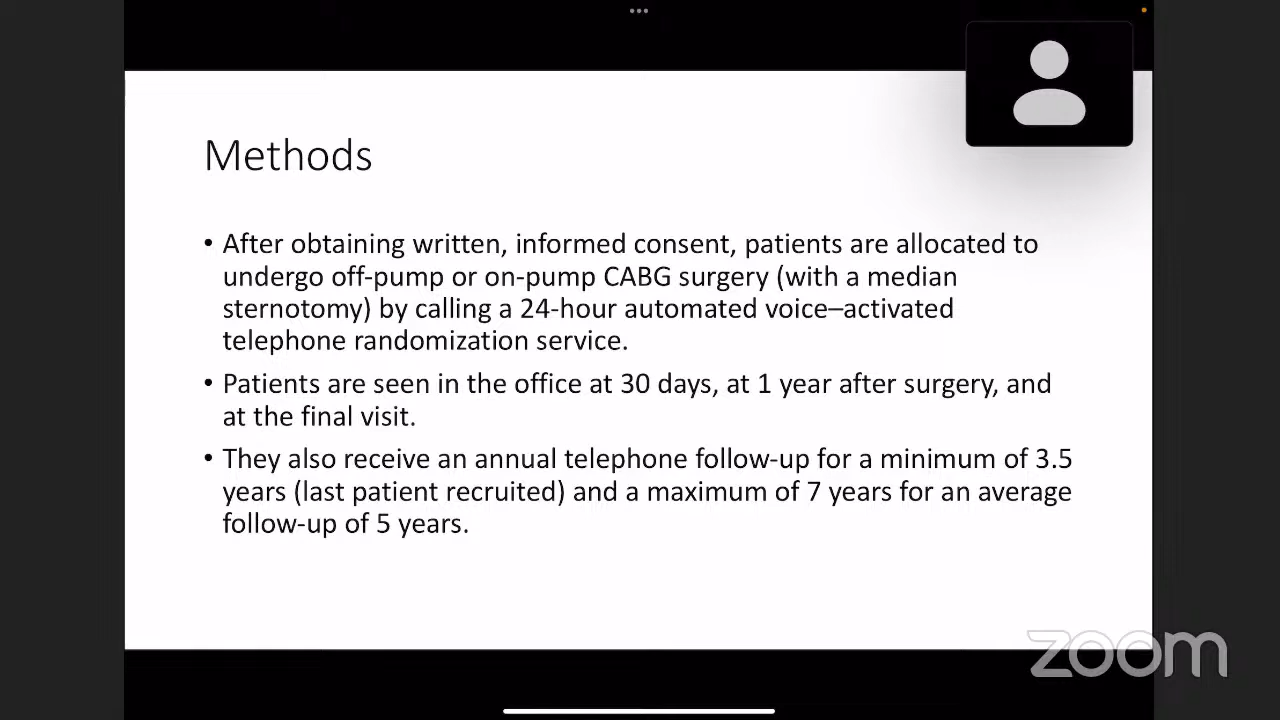 Methods
• After obtaining written, informed consent, patients are allocated to
undergo off-pump or on-pump CABG surgery (with a median
sternotomy) by calling a 24-hour automated voice–activated
telephone randomization service.
• Patients are seen in the office at 30 days, at 1 year after surgery, and
at the final visit.
• They also receive an annual telephone follow-up for a minimum of 3.5
years (last patient recruited) and a maximum of 7 years for an average
follow-up of 5 years.
zoom